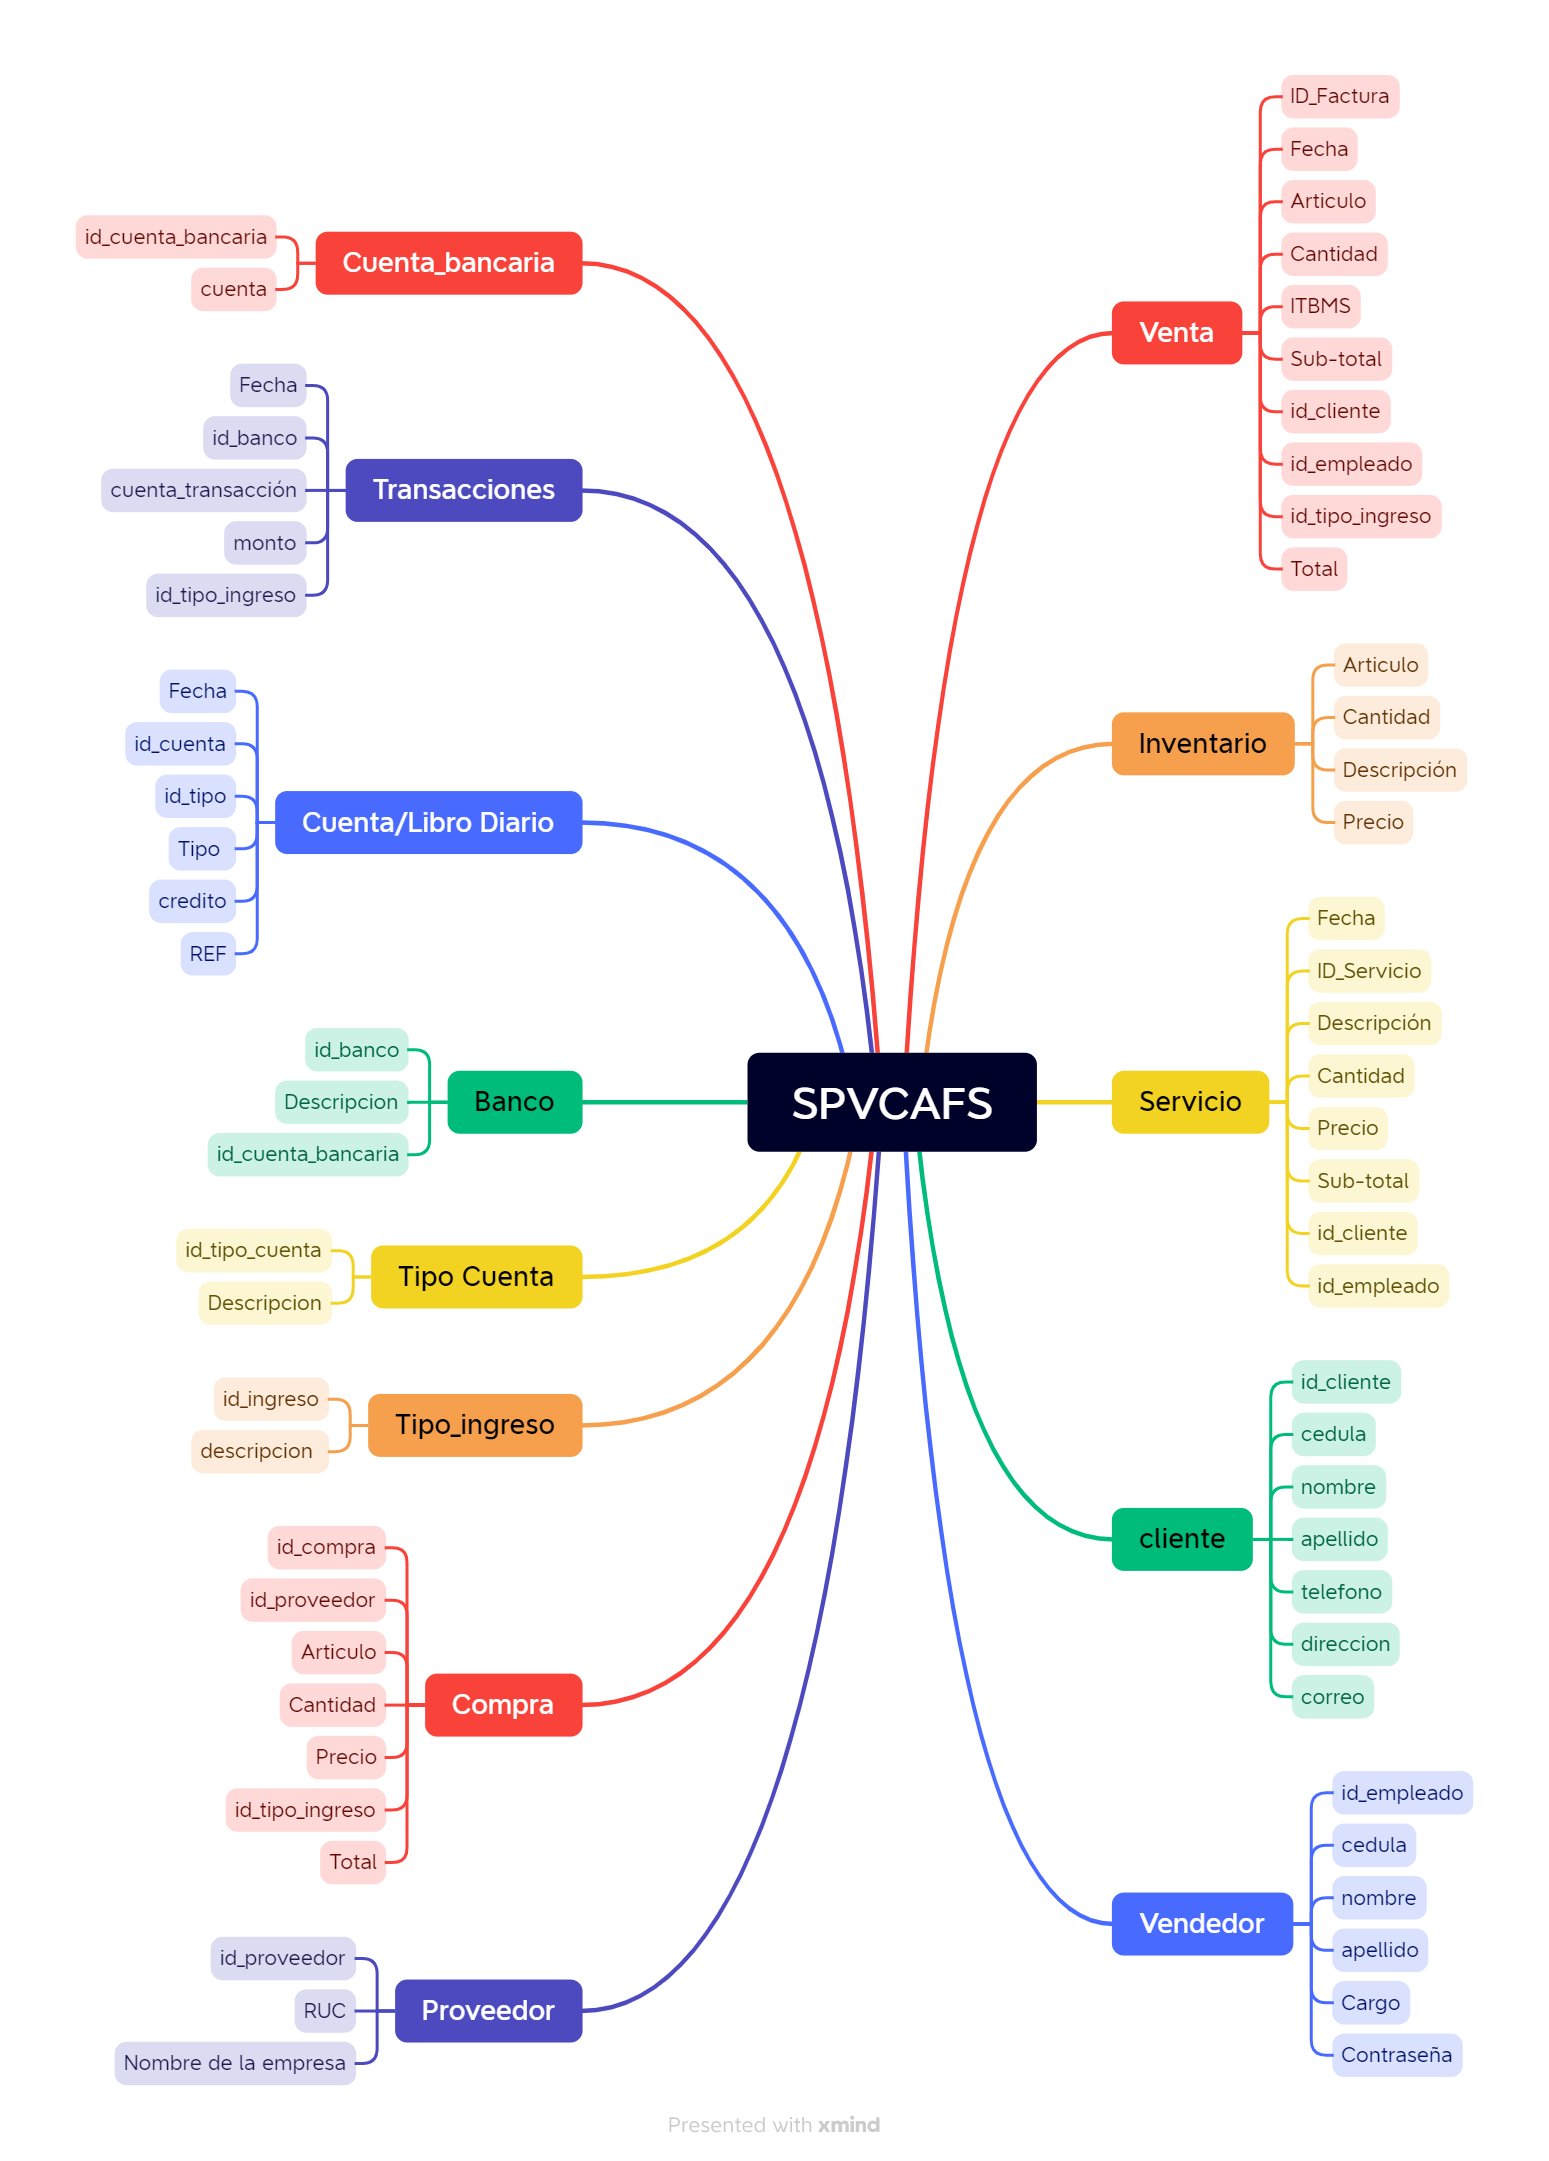 SPVCAFS
Venta
ID_Factura
Fecha
Articulo
Cantidad
ITBMS
Sub-total
id_cliente
id_empleado
id_tipo_ingreso
Total
Inventario
Articulo
Cantidad
Descripción
Precio
Servicio
Fecha
ID_Servicio
Descripción
Cantidad
Precio
Sub-total
id_cliente
id_empleado
cliente
id_cliente
cedula
nombre
apellido
telefono
direccion
correo
Vendedor
id_empleado
cedula
nombre
apellido
Cargo
Contraseña
Cuenta_bancaria
id_cuenta_bancaria
cuenta
Transacciones
Fecha
id_banco
cuenta_transacción
monto
id_tipo_ingreso
Cuenta/Libro Diario
Fecha
id_cuenta
id_tipo
Tipo
credito
REF
Banco
id_banco
Descripcion
id_cuenta_bancaria
Tipo Cuenta
id_tipo_cuenta
Descripcion
Tipo_ingreso
id_ingreso
descripcion
Compra
id_compra
id_proveedor
Articulo
Cantidad
Precio
id_tipo_ingreso
Total
Proveedor
id_proveedor
RUC
Nombre de la empresa
Presented with xmind